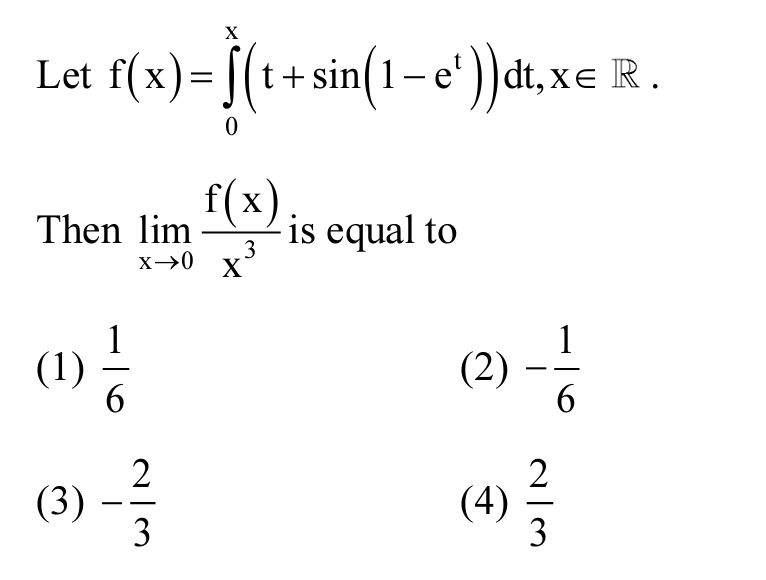 Let f(x) = ∫₀ˣ (t + sin(1 − eᵗ))dt, x ∈ ℝ .
Then lim_{x→0} f(x)/x³ is equal to
(1) 1/6 (2) −1/6
(3) −2/3 (4) 2/3